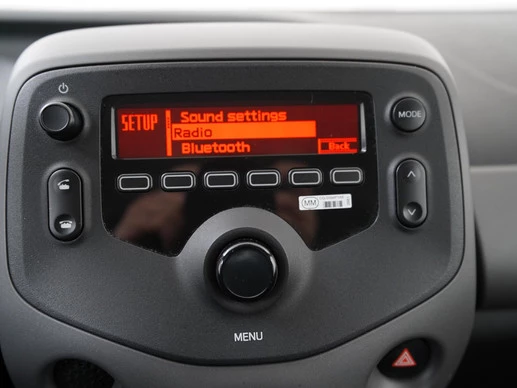 Sound settings
SETUP
Radio
Bluetooth
Back
MODE
MM
MENU